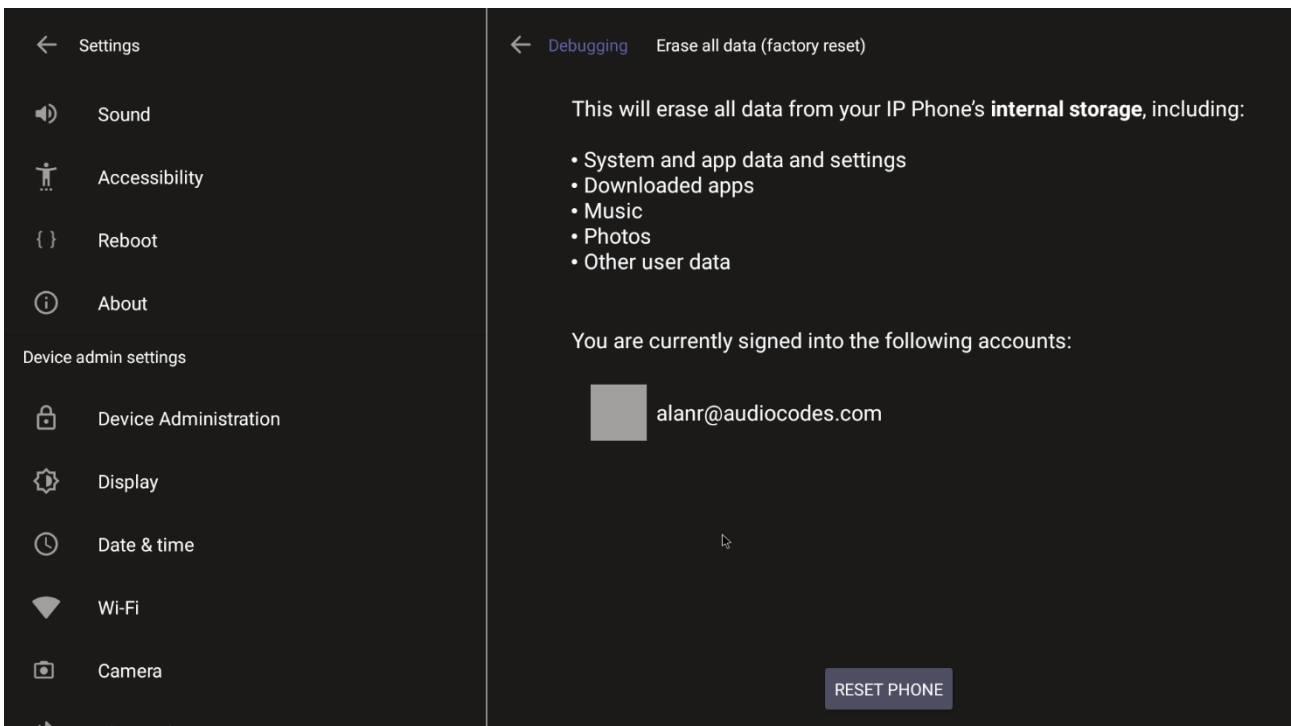 Settings
Sound
Accessibility
{ } Reboot
About
Device admin settings
Device Administration
Display
Date & time
Wi-Fi
Camera
Debugging Erase all data (factory reset)
This will erase all data from your IP Phone’s internal storage, including:
• System and app data and settings
• Downloaded apps
• Music
• Photos
• Other user data
You are currently signed into the following accounts:
alanr@audiocodes.com
RESET PHONE